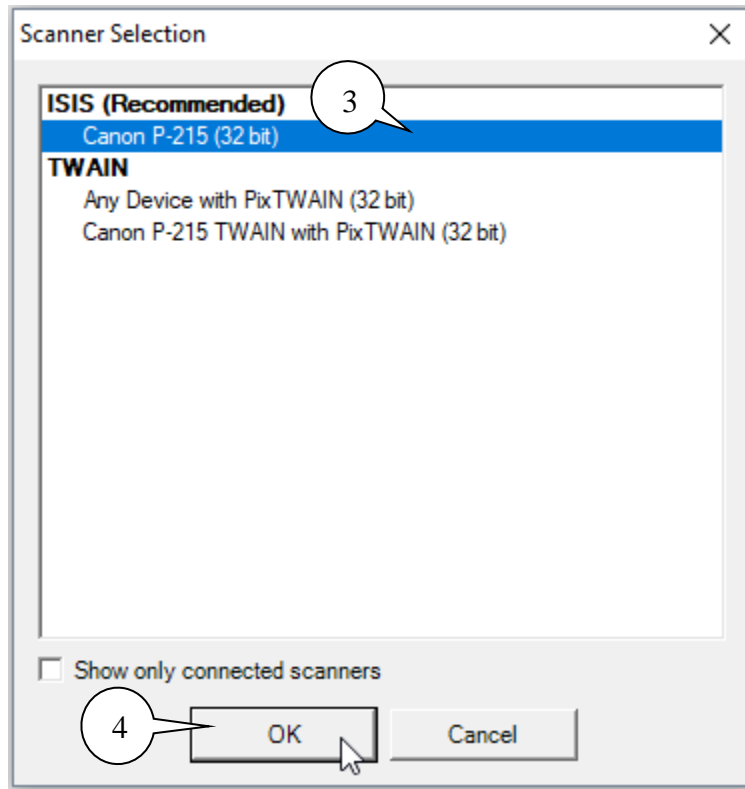 Scanner Selection
ISIS (Recommended)
3
Canon P-215 (32 bit)
TWAIN
Any Device with PixTWAIN (32 bit)
Canon P-215 TWAIN with PixTWAIN (32 bit)
Show only connected scanners
4
OK
Cancel